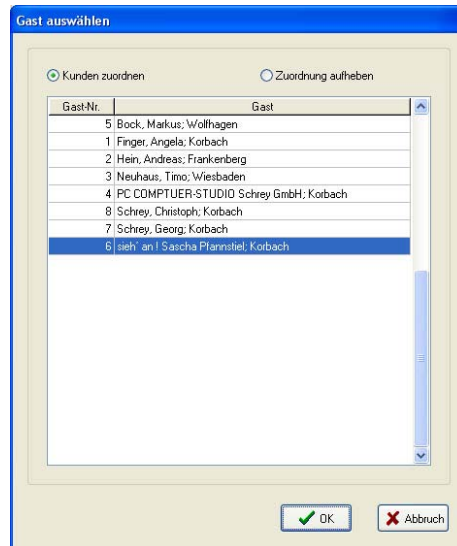 Gast auswählen
Kunden zuordnen Zuordnung aufheben
Gast-Nr. Gast
5 Bock, Markus; Wolfhagen
1 Finger, Angela; Korbach
2 Hein, Andreas; Frankenberg
3 Neuhaus, Timo; Wiesbaden
4 PC COMPTUER-STUDIO Schrey GmbH; Korbach
8 Schrey, Christoph; Korbach
7 Schrey, Georg; Korbach
6 sieh' an ! Sascha Pfannstiel; Korbach
OK Abbruch